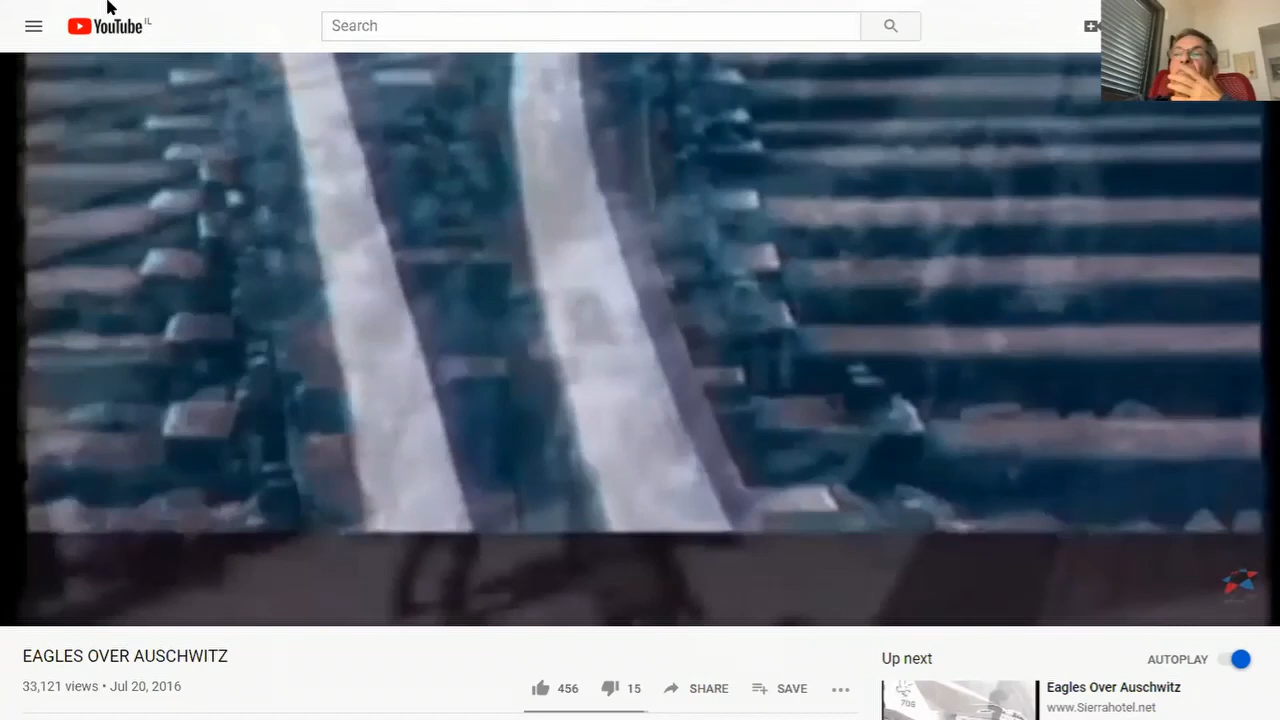 YouTube IL
Search
EAGLES OVER AUSCHWITZ
33,121 views • Jul 20, 2016
456
15
SHARE
SAVE
Up next
AUTOPLAY
Eagles Over Auschwitz
www.Sierrahotel.net